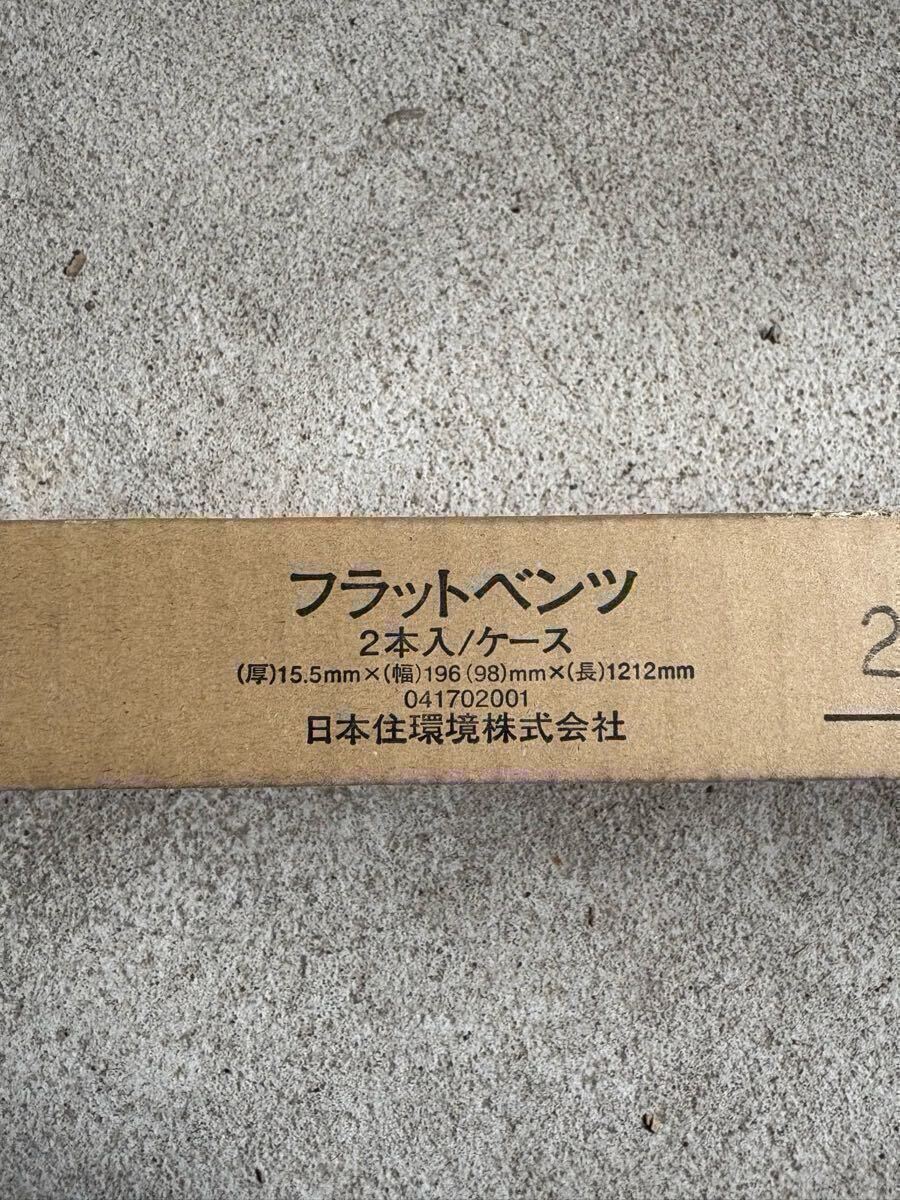 フラットベンツ
2本入/ケース
(厚)15.5mm×(幅)196(98)mm×(長)1212mm
041702001
日本住環境株式会社
2